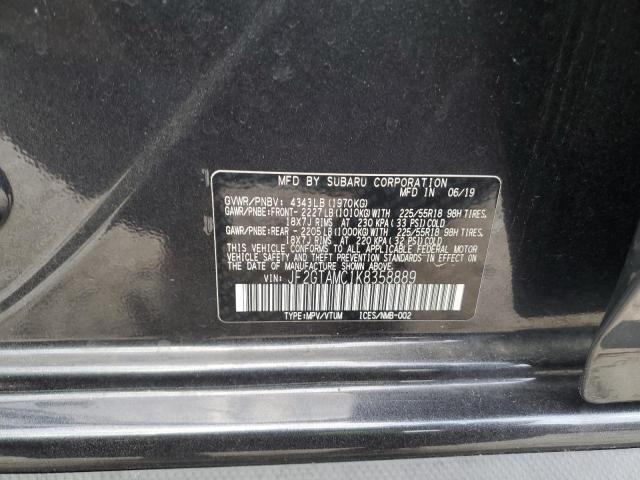 MFD BY SUBARU CORPORATION
MFD IN 06/19
GVWR/PNBV: 4343LB(1970KG)
GAWR/PNBE:FRONT- 2227LB(1010KG)WITH 225/55R18 98H TIRES,
18X7J RIMS AT 230 KPA(33 PSI)COLD
GAWR/PNBE:REAR - 2205LB(1000KG)WITH 225/55R18 98H TIRES,
18X7J RIMS AT 220 KPA(32 PSI)COLD
THIS VEHICLE CONFORMS TO ALL APPLICABLE FEDERAL MOTOR
VEHICLE SAFETY AND THEFT PREVENTION STANDARDS IN EFFECT
ON THE DATE OF MANUFACTURE SHOWN ABOVE.
VIN: JF2GTAMC1K8358889
TYPE:MPV/VTUM ICES/NMB-002